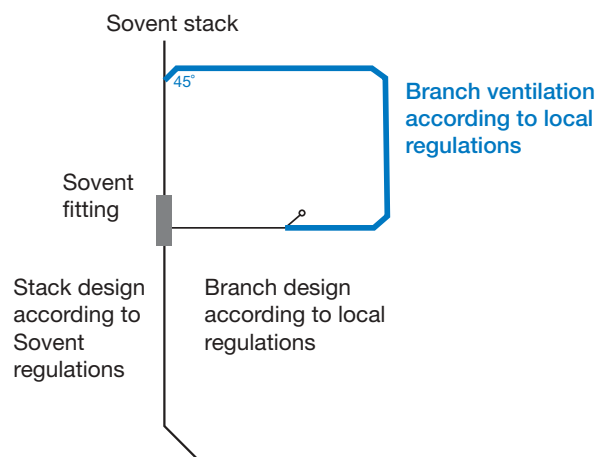 Sovent stack
45°
Branch ventilation
according to local
regulations
Sovent
fitting
Stack design
according to
Sovent
regulations
Branch design
according to local
regulations